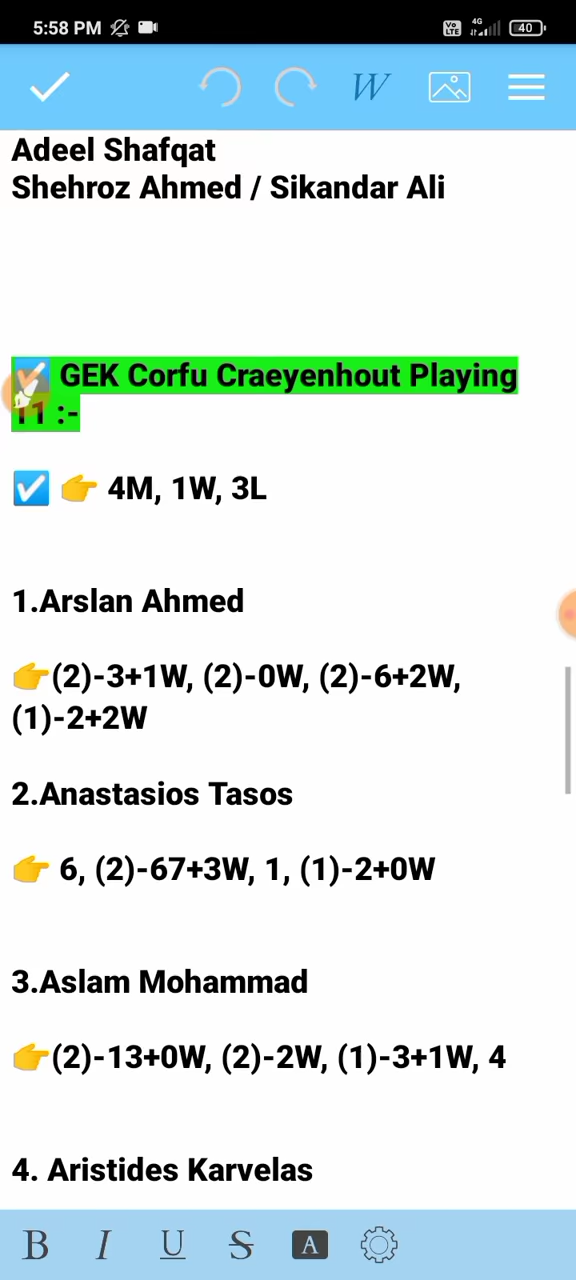 5:58 PM
4G
VO
LTE
40
W
Adeel Shafqat
Shehroz Ahmed / Sikandar Ali
☑ GEK Corfu Craeyenhout Playing
11 :-
☑ 👉 4M, 1W, 3L
1.Arslan Ahmed
👉(2)-3+1W, (2)-0W, (2)-6+2W,
(1)-2+2W
2.Anastasios Tasos
👉 6, (2)-67+3W, 1, (1)-2+0W
3.Aslam Mohammad
👉(2)-13+0W, (2)-2W, (1)-3+1W, 4
4. Aristides Karvelas
B I U S A